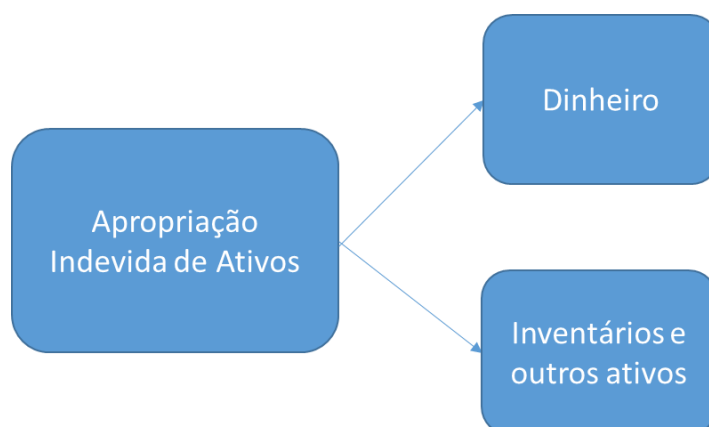 Apropriação
Indevida de Ativos
Dinheiro
Inventários e
outros ativos